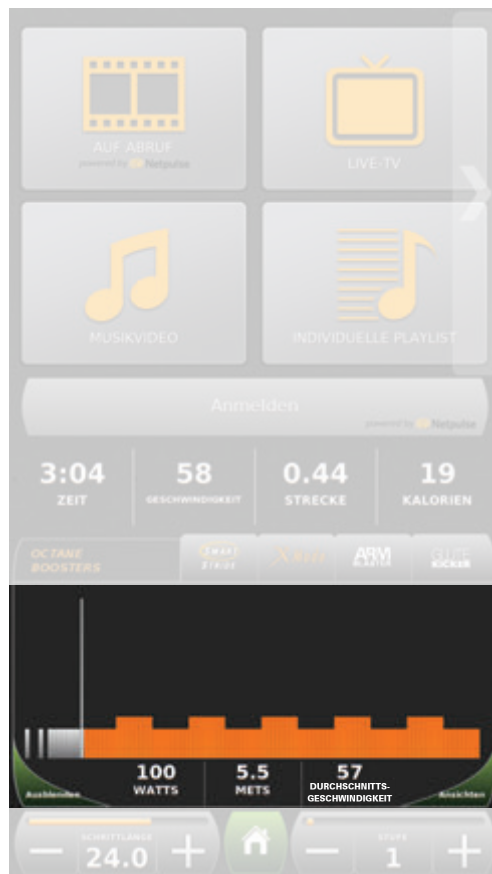 AUF ABRUF
powered by Netpulse
LIVE-TV
MUSIKVIDEO
INDIVIDUELLE PLAYLIST
Anmelden
powered by Netpulse
3:04
ZEIT
58
GESCHWINDIGKEIT
0.44
STRECKE
19
KALORIEN
OCTANE
BOOSTERS
SMART
STRIDE
ARM
BLASTER
GLUTE
KICKER
100
WATTS
5.5
METS
57
DURCHSCHNITTS-
GESCHWINDIGKEIT
Ausblenden
Ansichten
SCHRITTLÄNGE
24.0
STUFE
1